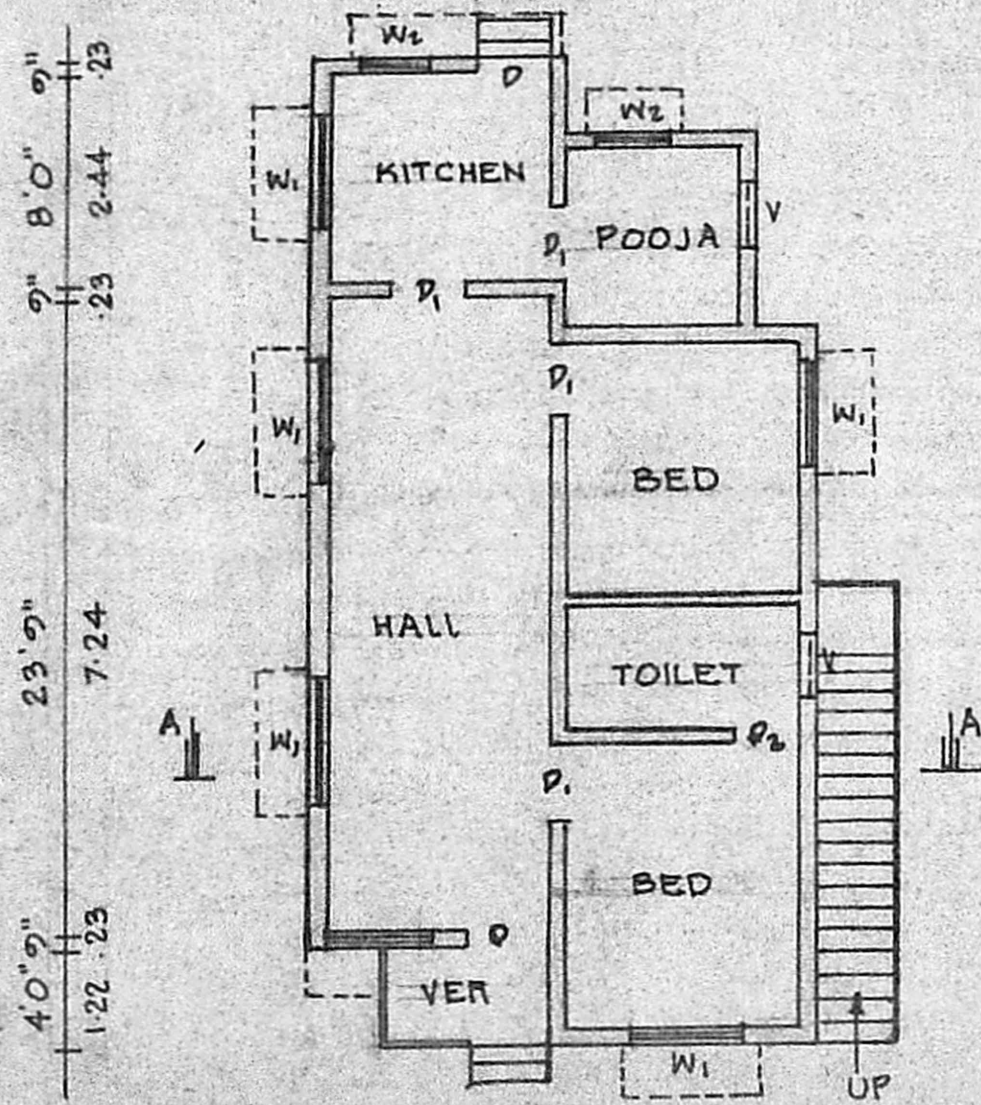 W2
9"
.23
D
W2
8'0"
2.44
W1
KITCHEN
V
D1
POOJA
9"
.23
D1
D1
W1
W1
BED
23'9"
7.24
HALL
TOILET
V
A
W1
D2
A
D1
BED
9"
.23
D
4'0"
1.22
VER
W1
UP